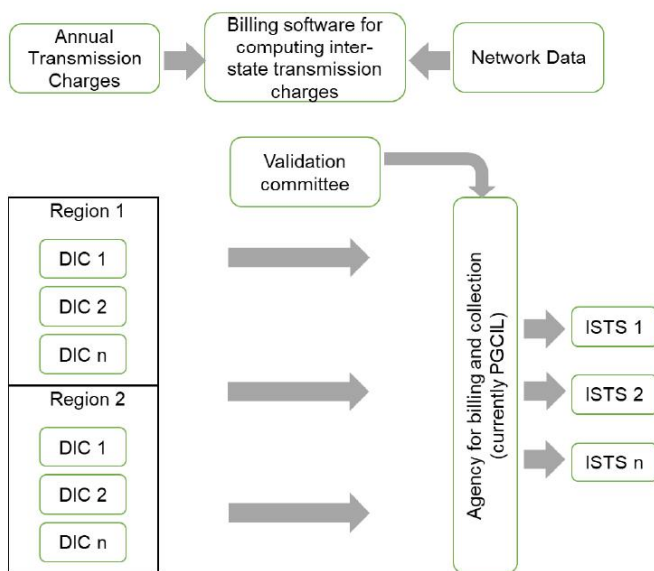 Annual
Transmission
Charges
Billing software for
computing inter-
state transmission
charges
Network Data
Validation
committee
Region 1
DIC 1
DIC 2
DIC n
Region 2
DIC 1
DIC 2
DIC n
Agency for billing and collection
(currently PGCIL)
ISTS 1
ISTS 2
ISTS n